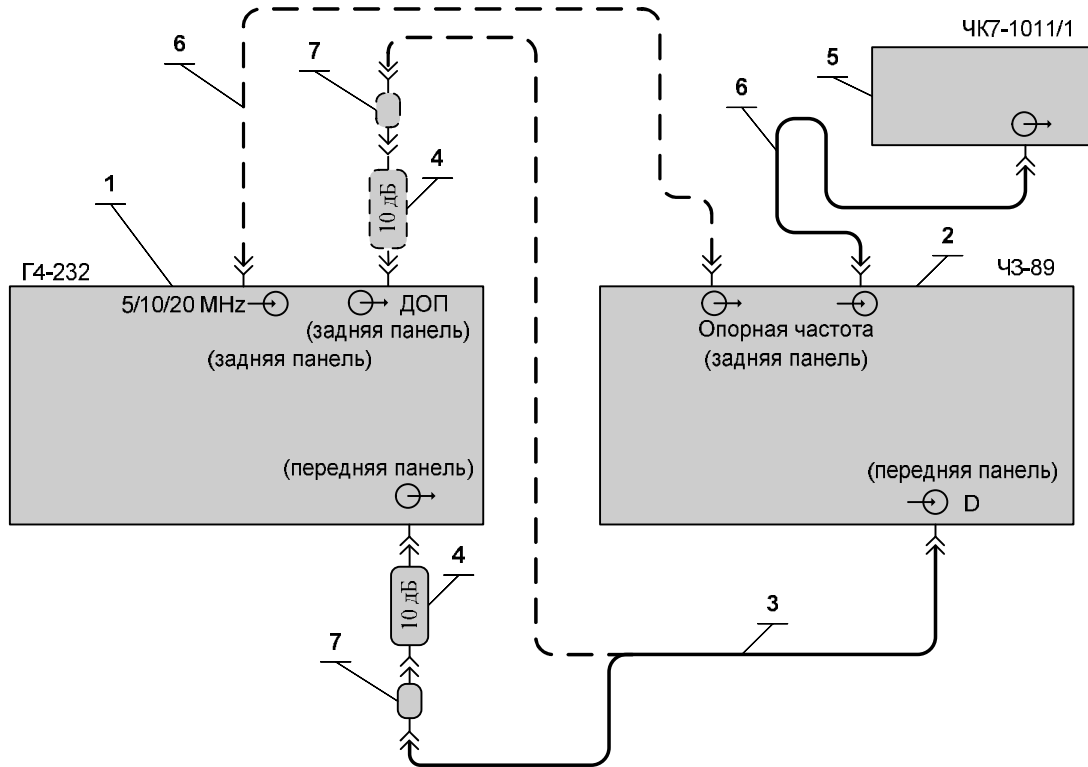 ЧК7-1011/1
6
7
5
6
4
10 дБ
1
2
Г4-232
ЧЗ-89
5/10/20 MHz
ДОП
(задняя панель)
(задняя панель)
Опорная частота
(задняя панель)
(передняя панель)
(передняя панель)
D
4
10 дБ
3
7